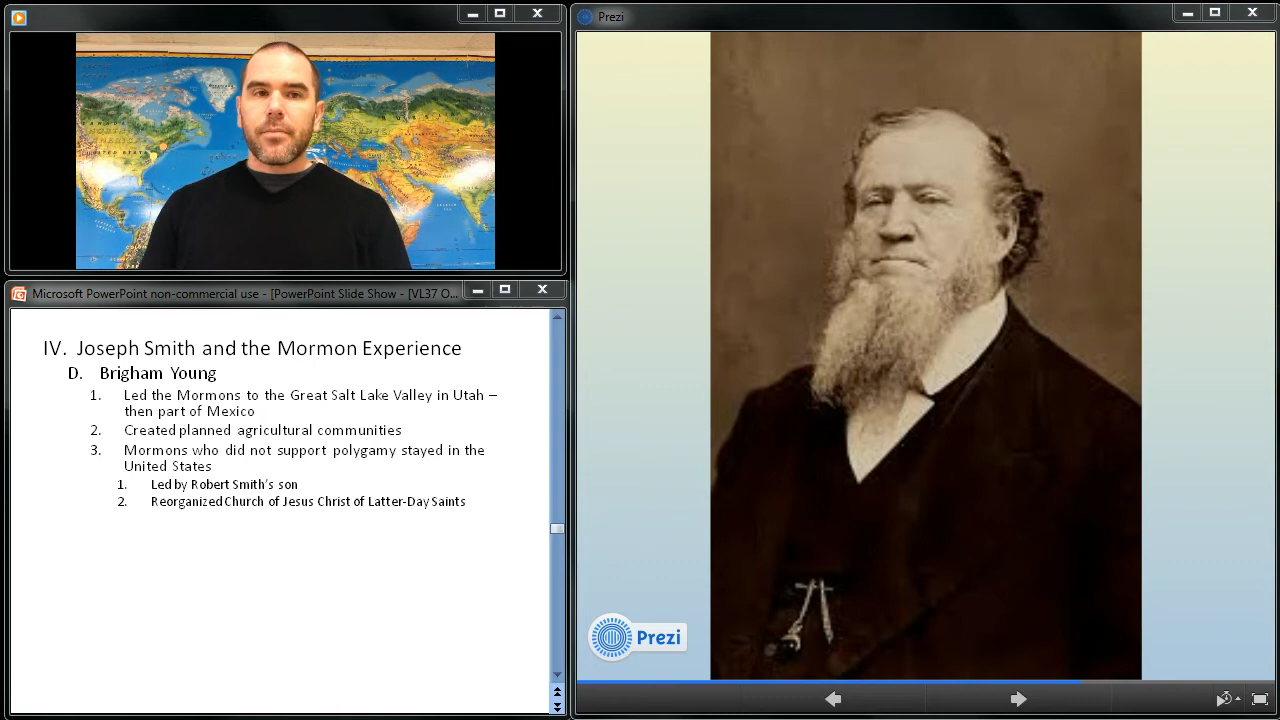 Prezi
Microsoft PowerPoint non-commercial use - [PowerPoint Slide Show - [VL37 O...
IV. Joseph Smith and the Mormon Experience
D. Brigham Young
1. Led the Mormons to the Great Salt Lake Valley in Utah –
then part of Mexico
2. Created planned agricultural communities
3. Mormons who did not support polygamy stayed in the
United States
1. Led by Robert Smith's son
2. Reorganized Church of Jesus Christ of Latter-Day Saints
Prezi